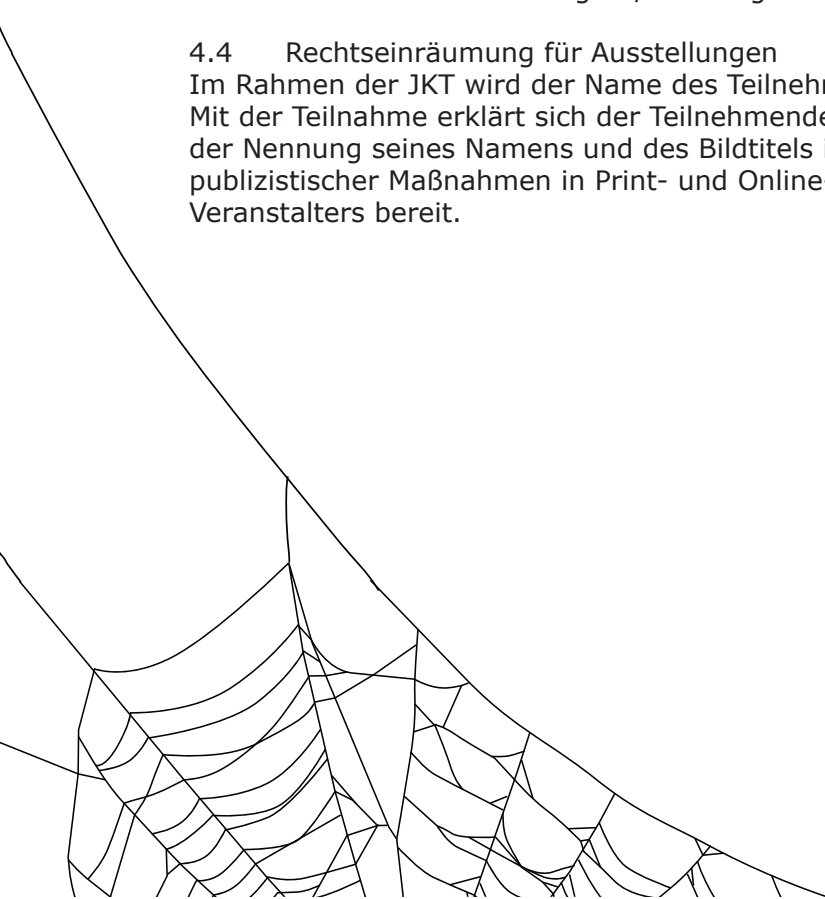 4.4 Rechtseinräumung für Ausstellungen
Im Rahmen der JKT wird der Name des
Mit der Teilnahme erklärt sich der
der Nennung seines Namens und des Bildtitels
publizistischer Maßnahmen in Print- und Online-
Veranstalters bereit.